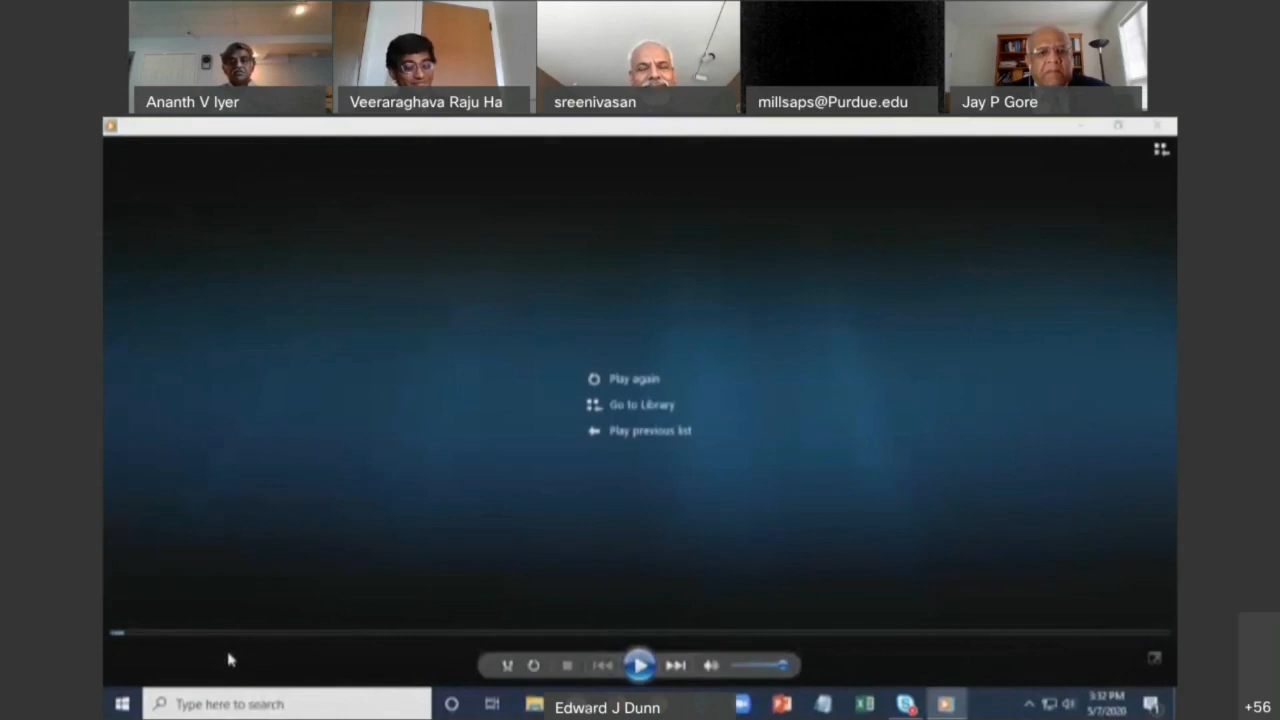 Ananth V Iyer
Veeraraghava Raju Ha
sreenivasan
millsaps@Purdue.edu
Jay P Gore
Play again
Go to Library
Play previous list
Type here to search
Edward J Dunn
3:32 PM
5/7/2020
+56